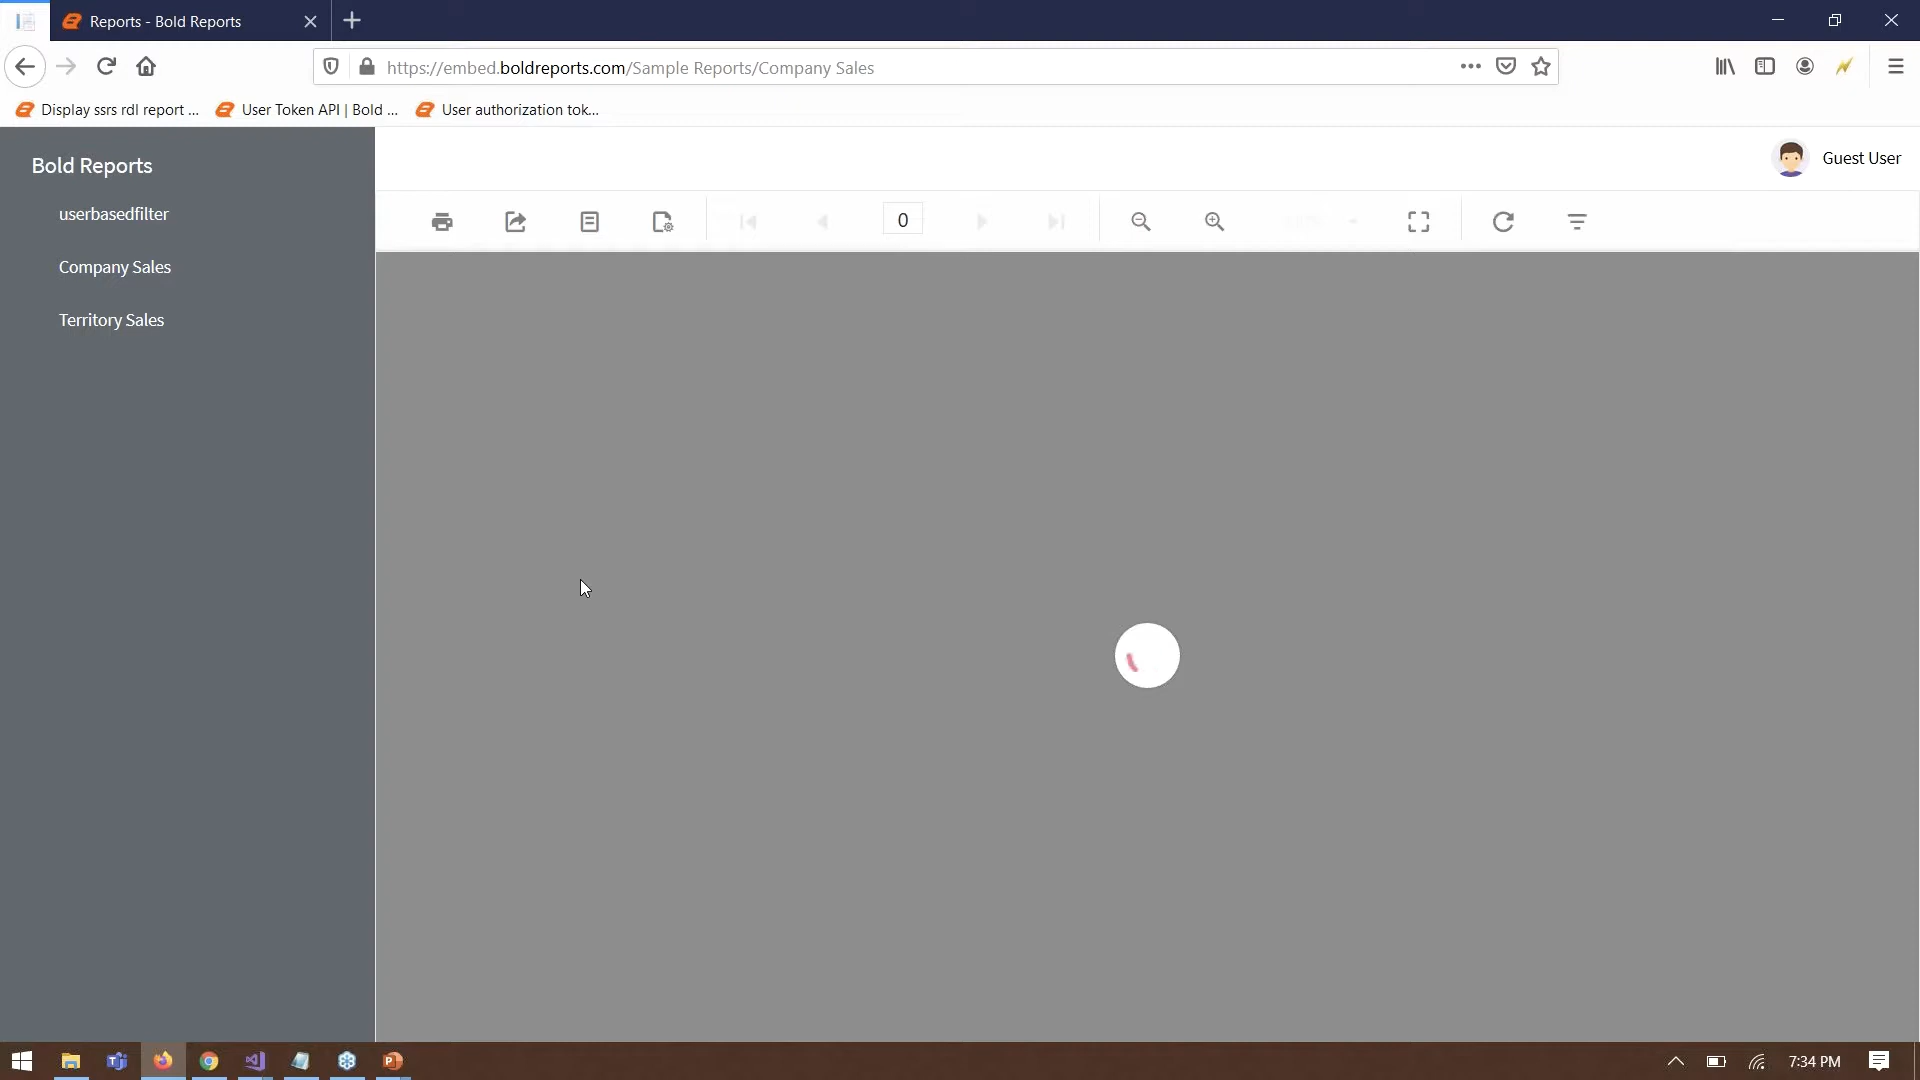 Reports - Bold Reports
https://embed.boldreports.com/Sample Reports/Company Sales
Display ssrs rdl report ...
User Token API | Bold ...
User authorization tok...
Bold Reports
Guest User
userbasedfilter
0
Company Sales
Territory Sales
7:34 PM